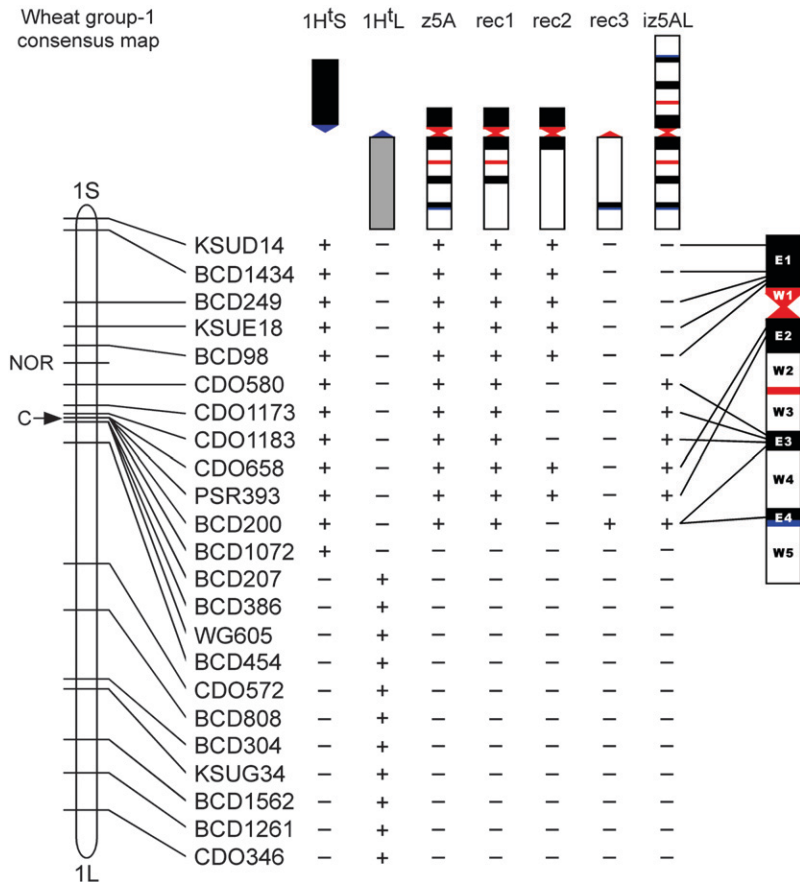 Wheat group-1
consensus map
1HᵗS 1HᵗL z5A rec1 rec2 rec3 iz5AL
1S
KSUD14 + − + + + − −
BCD1434 + − + + + − −
BCD249 + − + + + − −
KSUE18 + − + + + − −
BCD98 + − + + + − −
NOR
CDO580 + − + + − − +
CDO1173 + − + + − − +
C
CDO1183 + − + + − − +
CDO658 + − + + + − +
PSR393 + − + + + − +
BCD200 + − + + − + +
BCD1072 + − − − − − −
BCD207 − + − − − − −
BCD386 − + − − − − −
WG605 − + − − − − −
BCD454 − + − − − − −
CDO572 − + − − − − −
BCD808 − + − − − − −
BCD304 − + − − − − −
KSUG34 − + − − − − −
BCD1562 − + − − − − −
BCD1261 − + − − − − −
CDO346 − + − − − − −
1L
E1
W1
E2
W2
W3
E3
W4
E4
W5